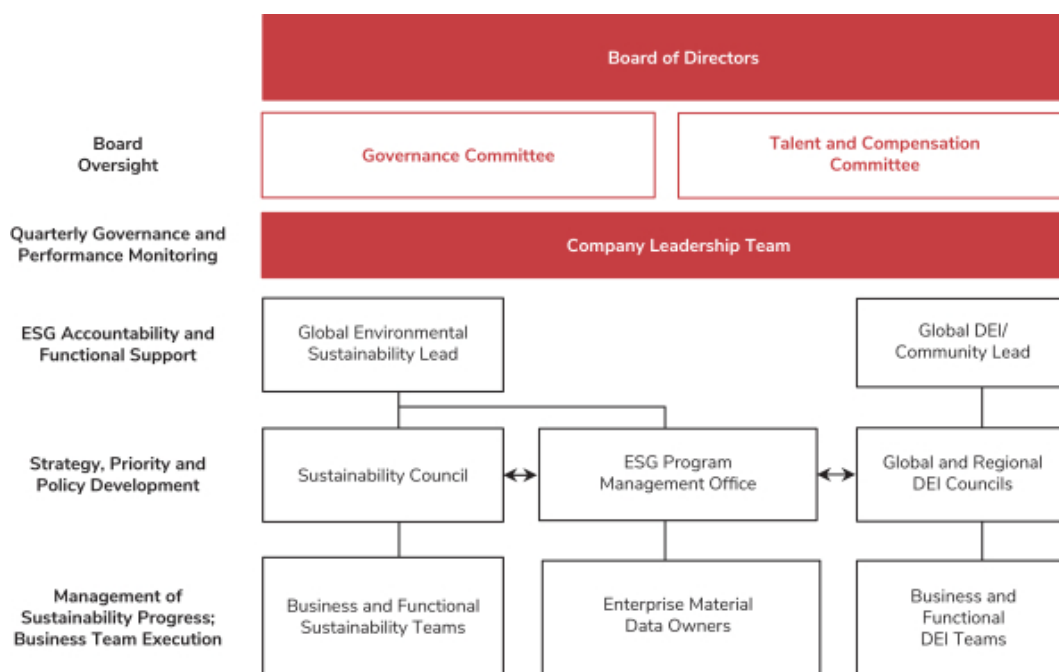 Board of Directors
Board
Oversight
Governance Committee
Talent and Compensation
Committee
Quarterly Governance and
Performance Monitoring
Company Leadership Team
ESG Accountability and
Functional Support
Global Environmental
Sustainability Lead
Global DEI/
Community Lead
Strategy, Priority and
Policy Development
Sustainability Council
ESG Program
Management Office
Global and Regional
DEI Councils
Management of
Sustainability Progress;
Business Team Execution
Business and Functional
Sustainability Teams
Enterprise Material
Data Owners
Business and
Functional
DEI Teams